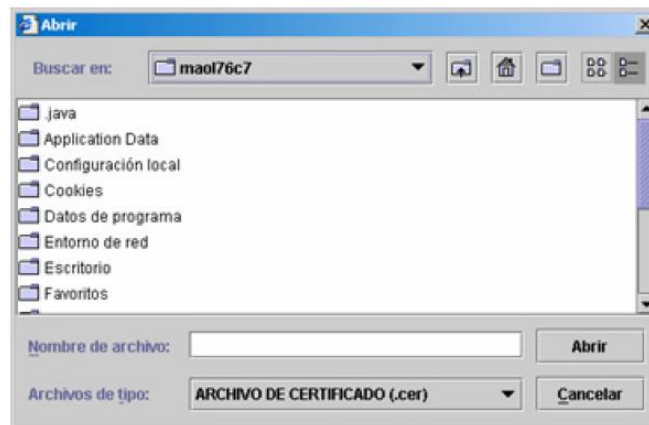 Abrir
Buscar en: maol76c7
.java
Application Data
Configuración local
Cookies
Datos de programa
Entorno de red
Escritorio
Favoritos
Nombre de archivo: Abrir
Archivos de tipo: ARCHIVO DE CERTIFICADO (.cer) Cancelar